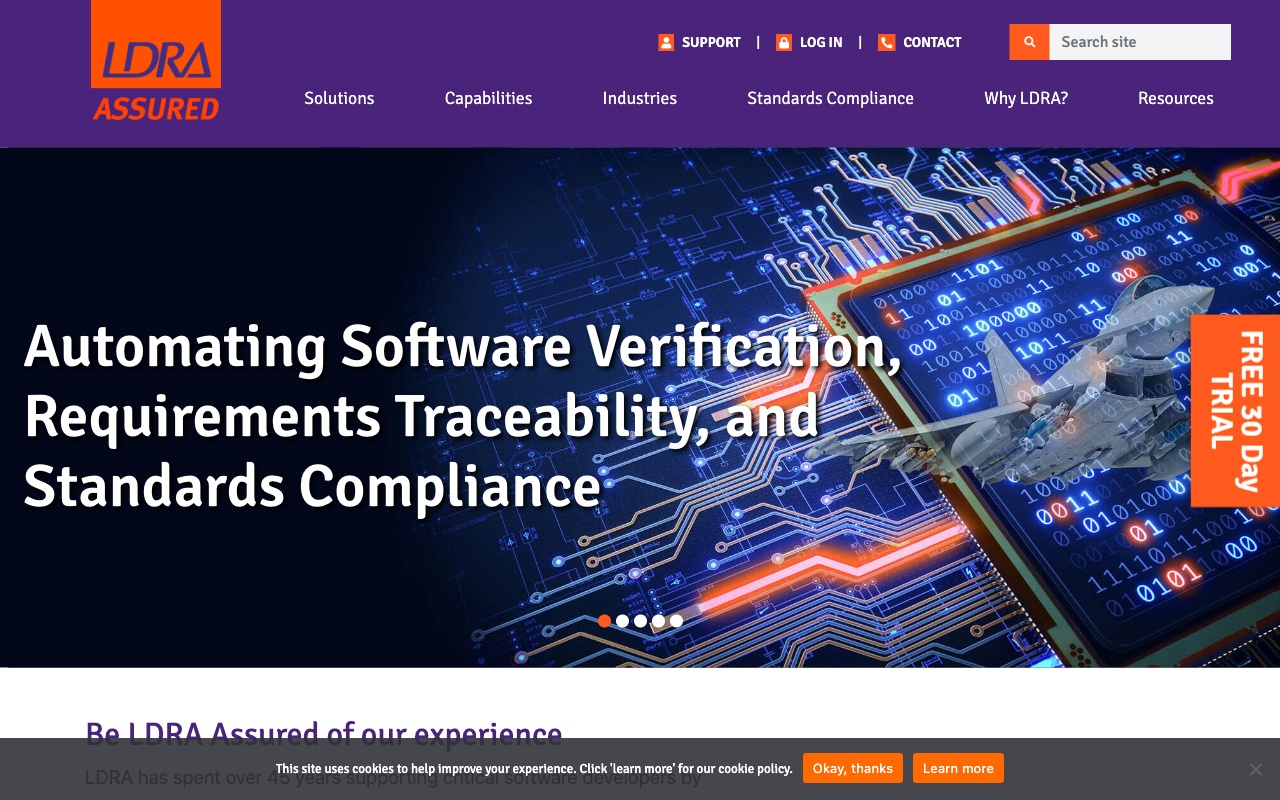 LDRA
ASSURED
SUPPORT | LOG IN | CONTACT
Search site
Solutions Capabilities Industries Standards Compliance Why LDRA? Resources
Automating Software Verification,
Requirements Traceability, and
Standards Compliance
FREE 30 Day
TRIAL
Be LDRA Assured of our experience
LDRA has spent over 45 years supporting critical software developers by
This site uses cookies to help improve your experience. Click 'learn more' for our cookie policy. Okay, thanks Learn more